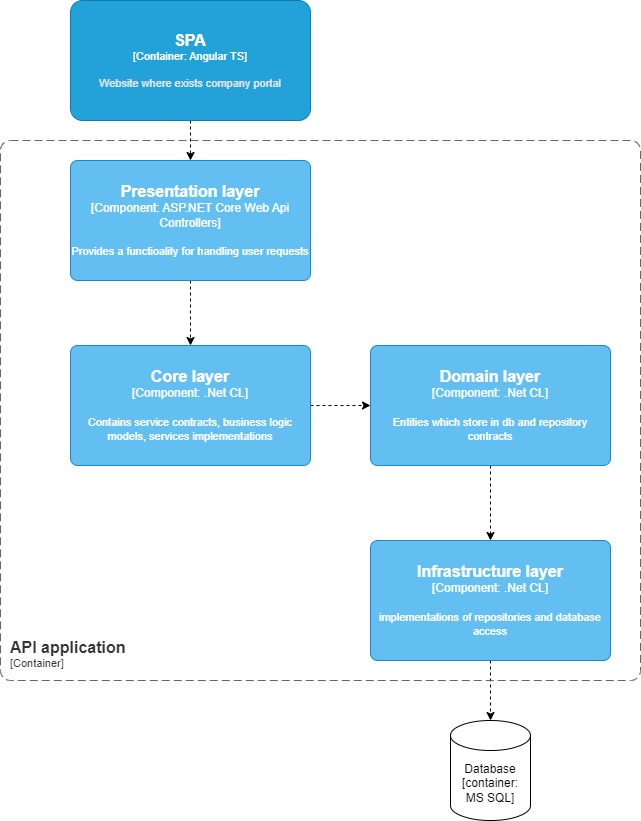 SPA
[Container: Angular TS]
Website where exists company portal
Presentation layer
[Component: ASP.NET Core Web Api
Controllers]
Provides a functioality for handling user requests
Core layer
[Component: .Net CL]
Contains service contracts, business logic
models, services implementations
Domain layer
[Component: .Net CL]
Entities which store in db and repository
contracts
Infrastructure layer
[Component: .Net CL]
implementations of repositories and database
access
API application
[Container]
Database
[container:
MS SQL]